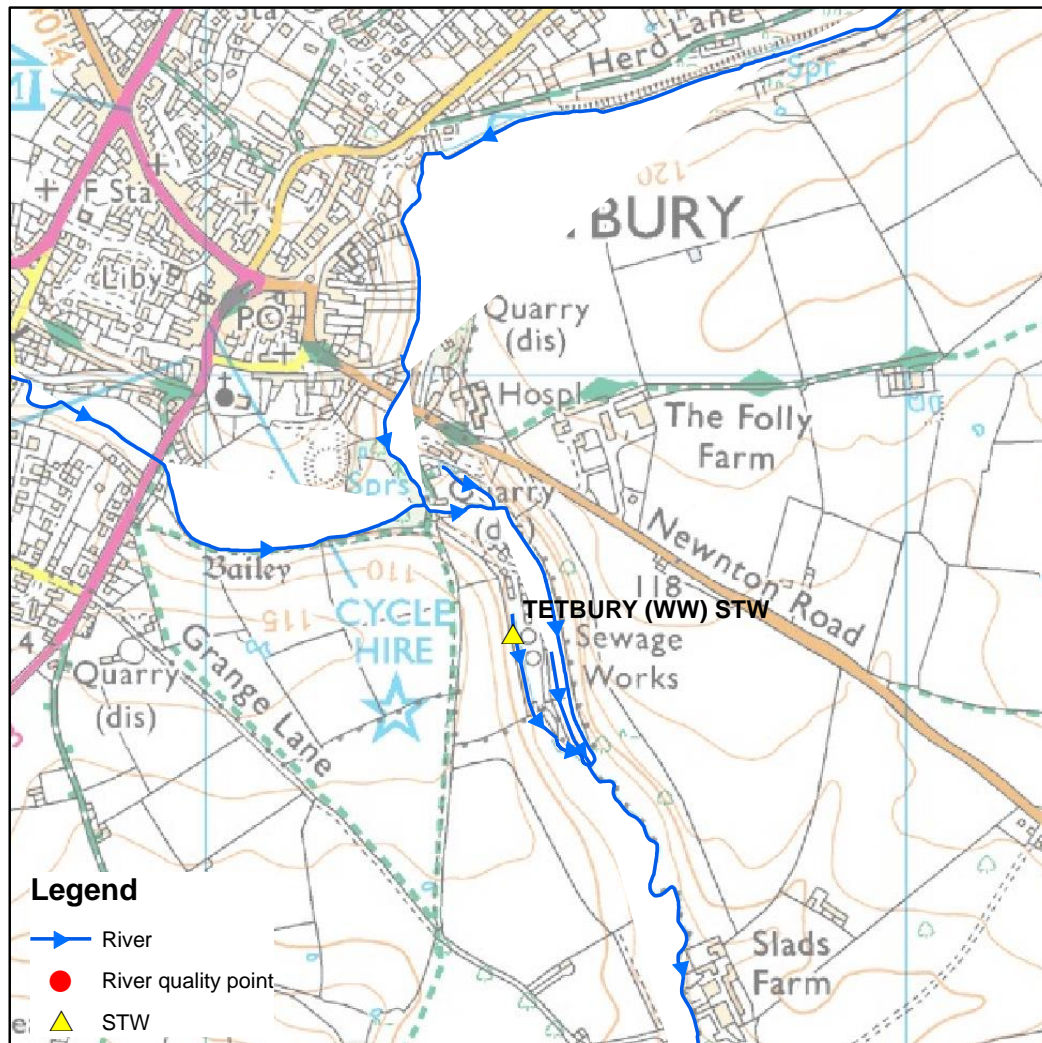 A4014
Herd Lane
Spr
F Sta
120
BURY
Liby
PO
Quarry
(dis)
Hospl
The Folly
Farm
Sprs
Quarry
Newnton Road
Bailey
110
118
115
CYCLE
HIRE
TETBURY (WW) STW
Sewage
Works
4
Quarry
(dis)
Grange Lane
Slads
Farm
Legend
River
River quality point
STW